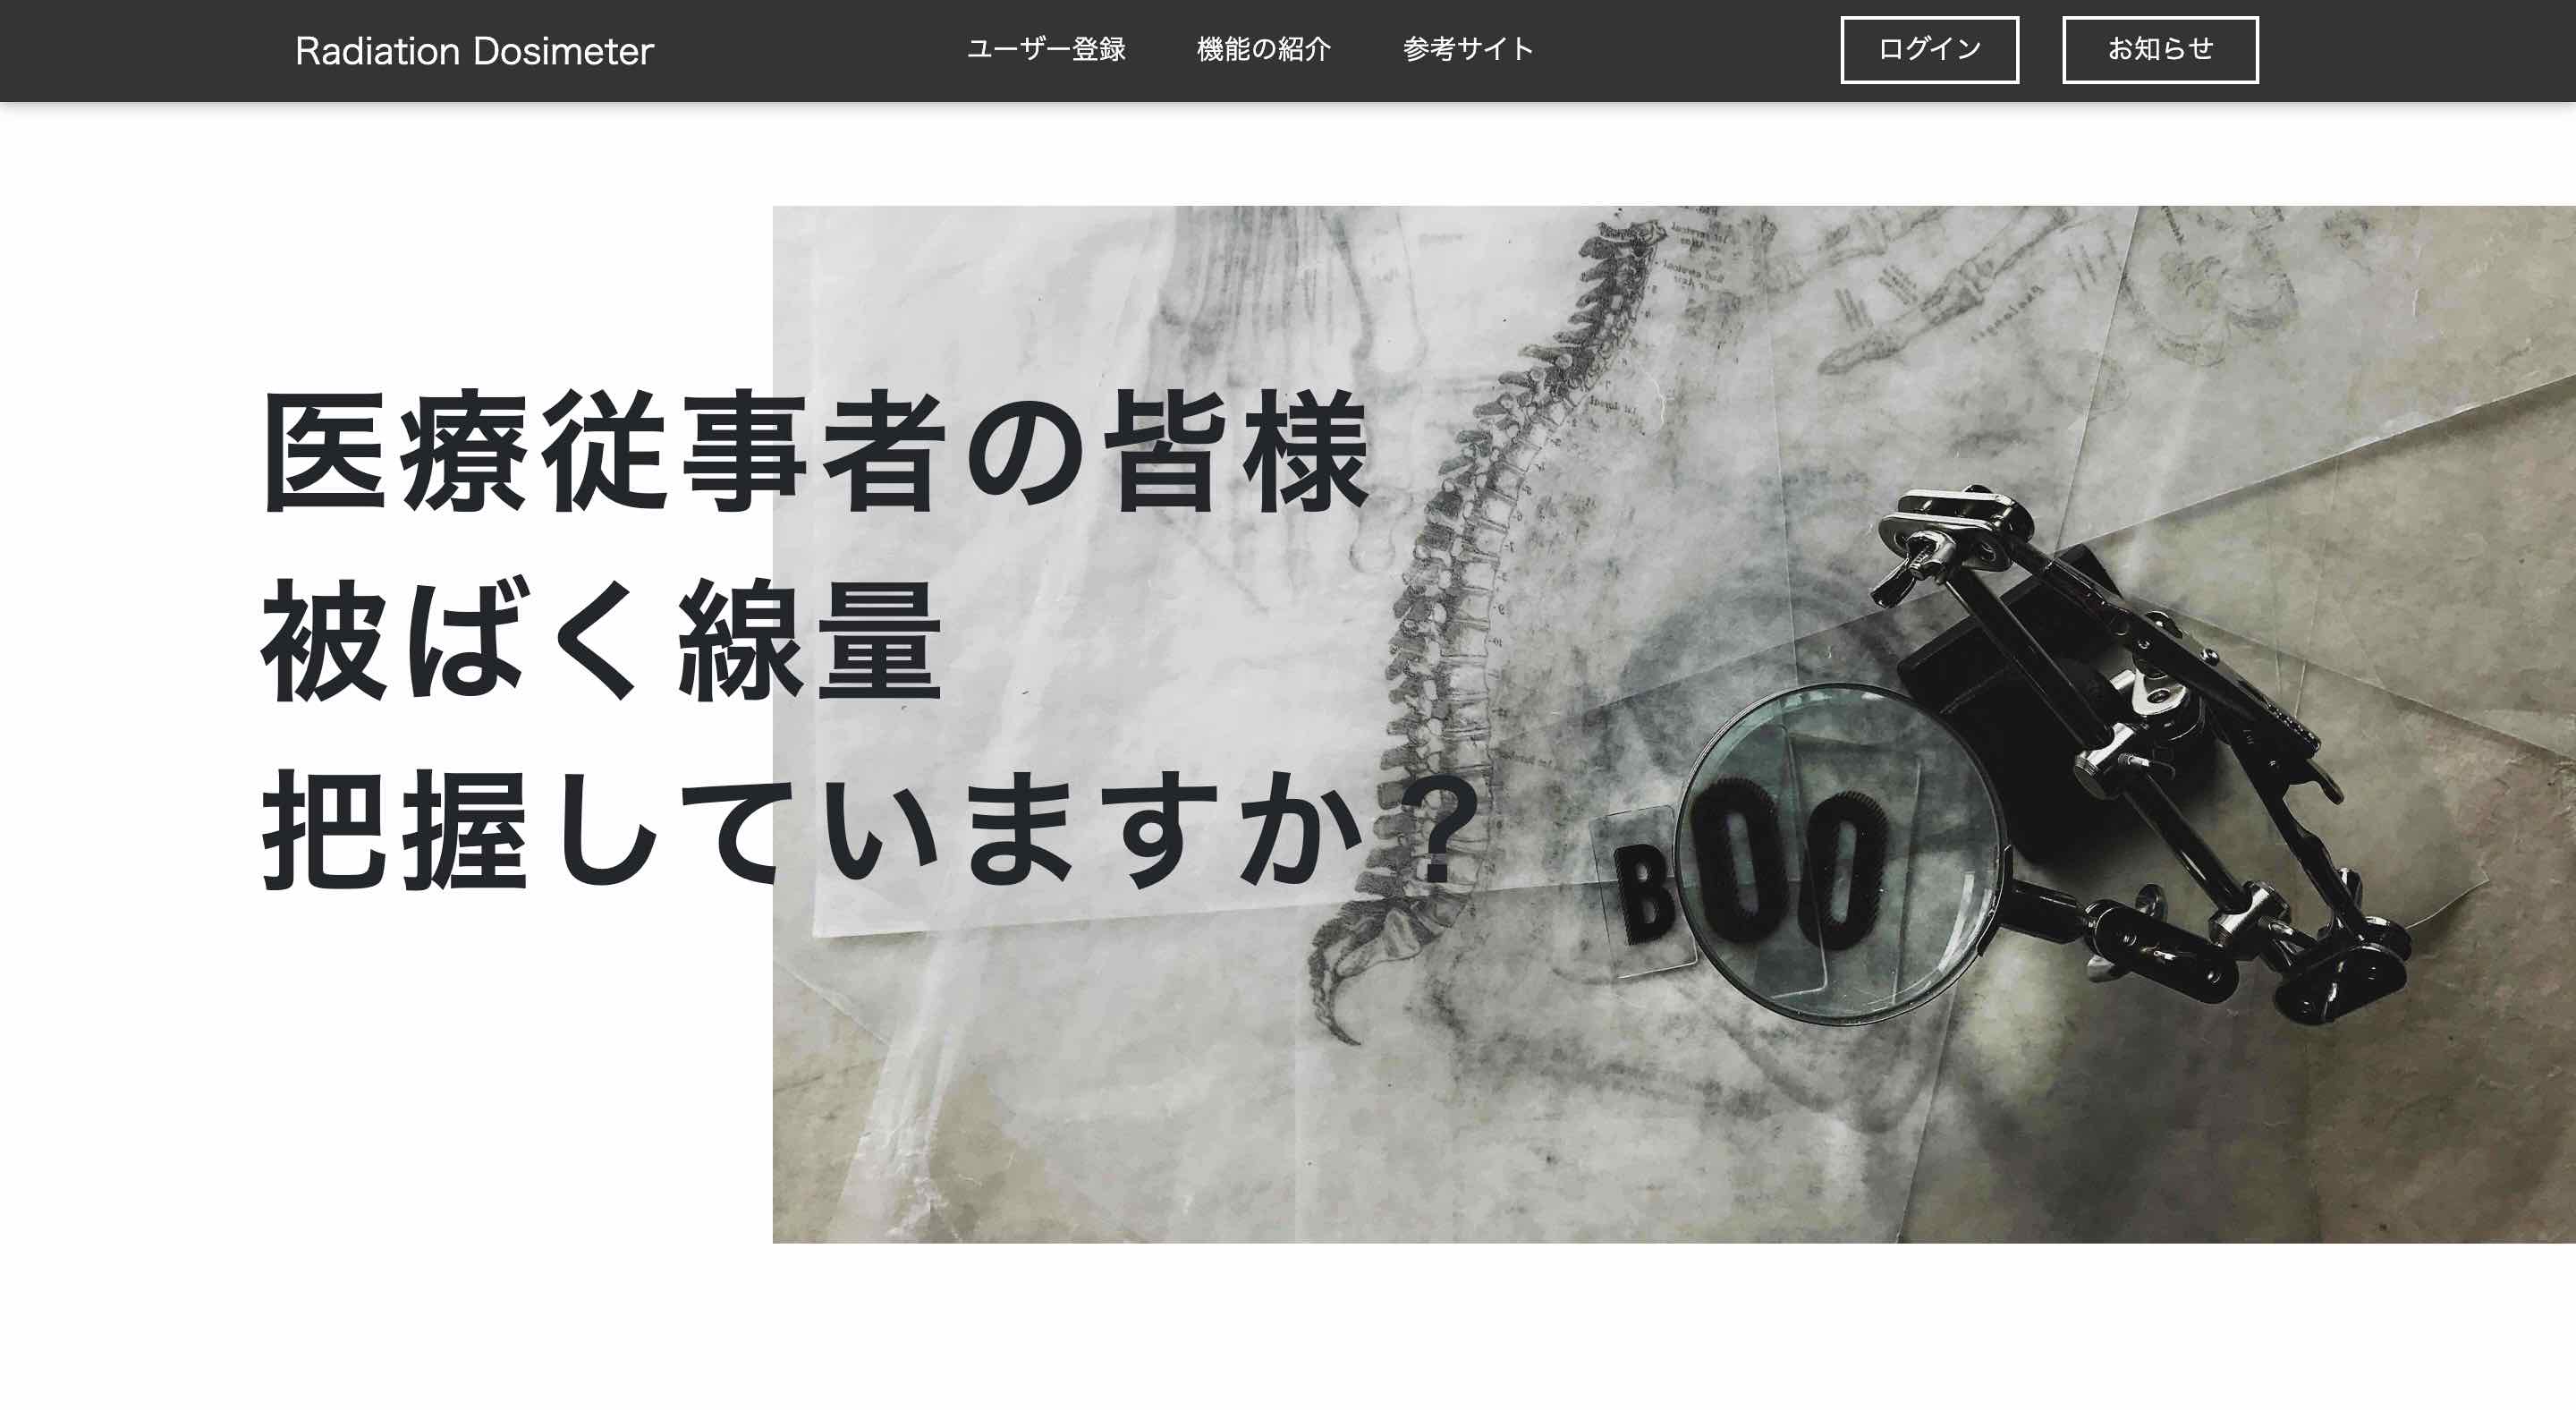 Radiation Dosimeter
ユーザー登録
機能の紹介
参考サイト
ログイン
お知らせ
医療従事者の皆様
被ばく線量
把握していますか？
BOO